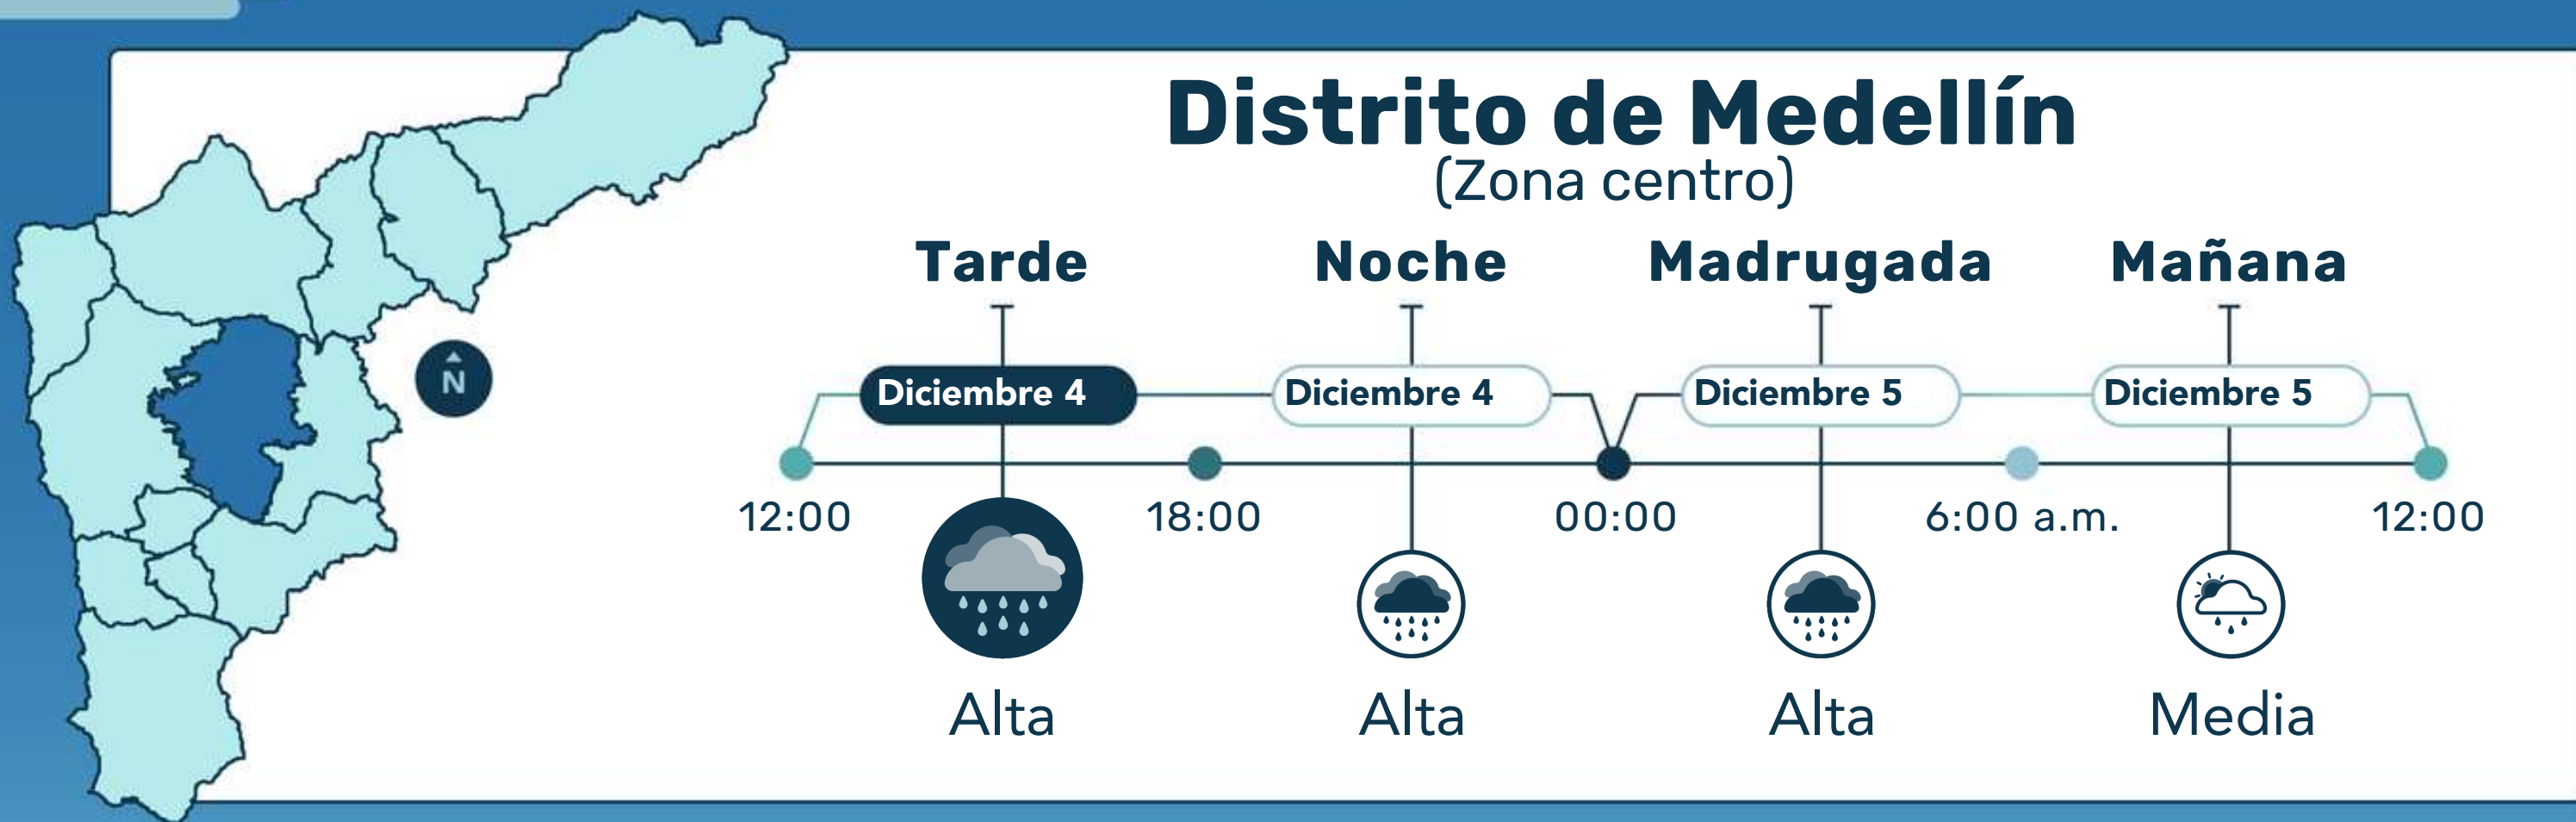 Distrito de Medellín
(Zona centro)
Tarde Noche Madrugada Mañana
N
Diciembre 4 Diciembre 4 Diciembre 5 Diciembre 5
12:00 18:00 00:00 6:00 a.m. 12:00
Alta Alta Alta Media